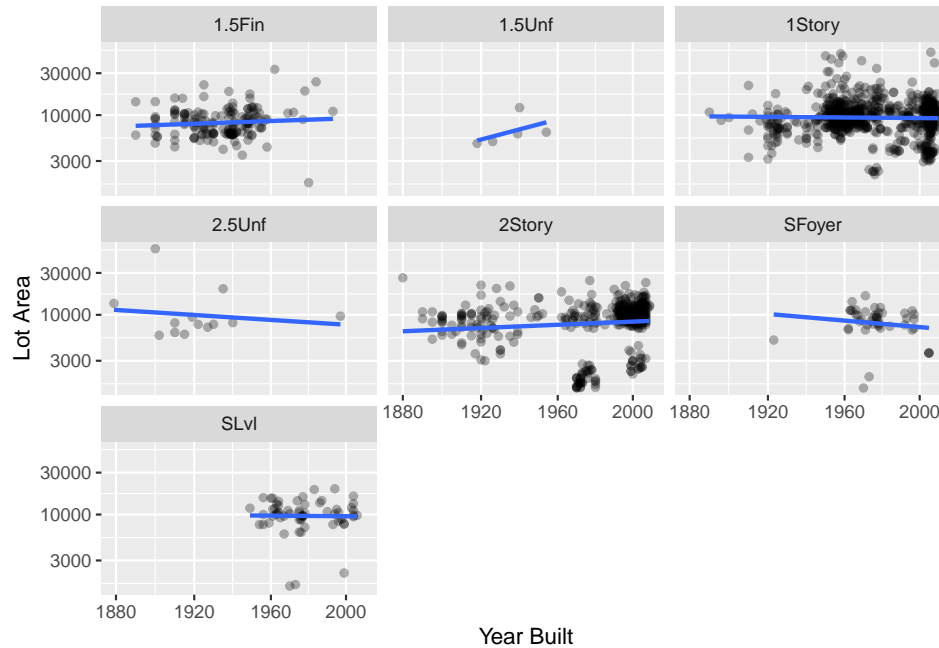 1.5Fin 1.5Unf 1Story
30000
10000
3000
2.5Unf 2Story SFoyer
30000
10000
3000
1880 1920 1960 2000 1880 1920 1960 2000
SLvl
30000
10000
3000
1880 1920 1960 2000
Lot Area
Year Built